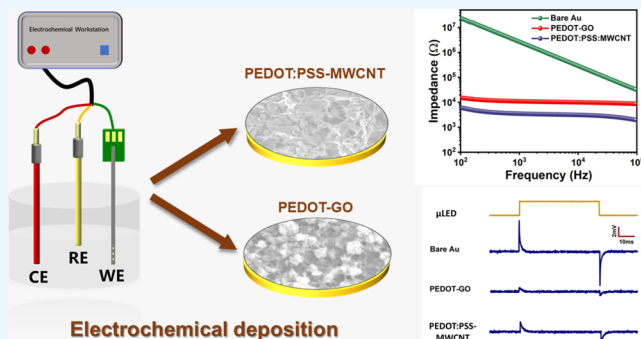 Electrochemical Workstation
CE
RE
WE
PEDOT:PSS-MWCNT
PEDOT-GO
Electrochemical deposition
Impedance (Ω)
10⁷
10⁶
10⁵
10⁴
10³
10²
Bare Au
PEDOT-GO
PEDOT:PSS:MWCNT
10² 10³ 10⁴ 10⁵
Frequency (Hz)
μLED
2mV
10ms
Bare Au
PEDOT-GO
PEDOT:PSS-
MWCNT